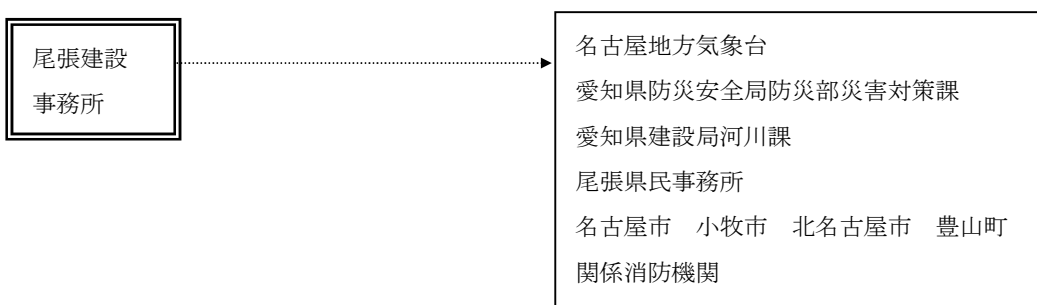 尾張建設
事務所
名古屋地方気象台
愛知県防災安全局防災部災害対策課
愛知県建設局河川課
尾張県民事務所
名古屋市　小牧市　北名古屋市　豊山町
関係消防機関